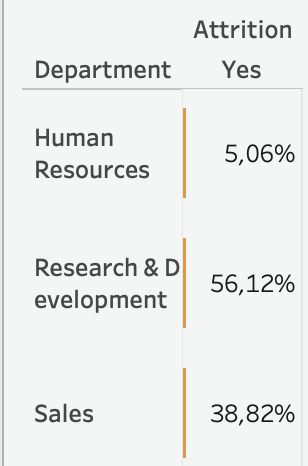 Attrition
Department Yes
Human
Resources
5,06%
Research & D
evelopment
56,12%
Sales 38,82%